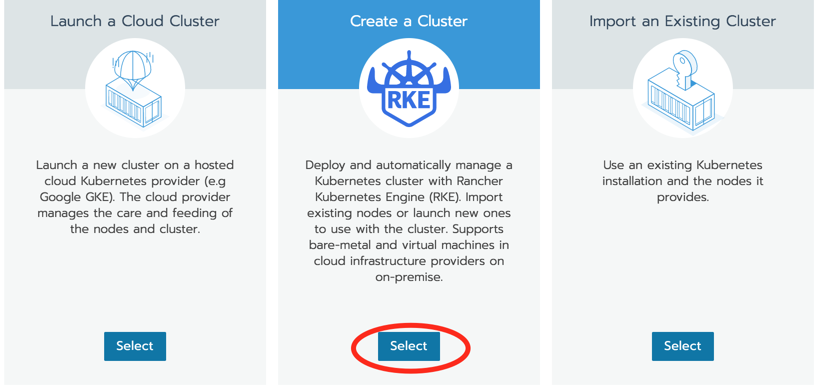 Launch a Cloud Cluster
Launch a new cluster on a hosted
cloud Kubernetes provider (e.g
Google GKE). The cloud provider
manages the care and feeding of
the nodes and cluster.
Select
Create a Cluster
RKE
Deploy and automatically manage a
Kubernetes cluster with Rancher
Kubernetes Engine (RKE). Import
existing nodes or launch new ones
to use with the cluster. Supports
bare-metal and virtual machines in
cloud infrastructure providers on
on-premise.
Select
Import an Existing Cluster
Use an existing Kubernetes
installation and the nodes it
provides.
Select